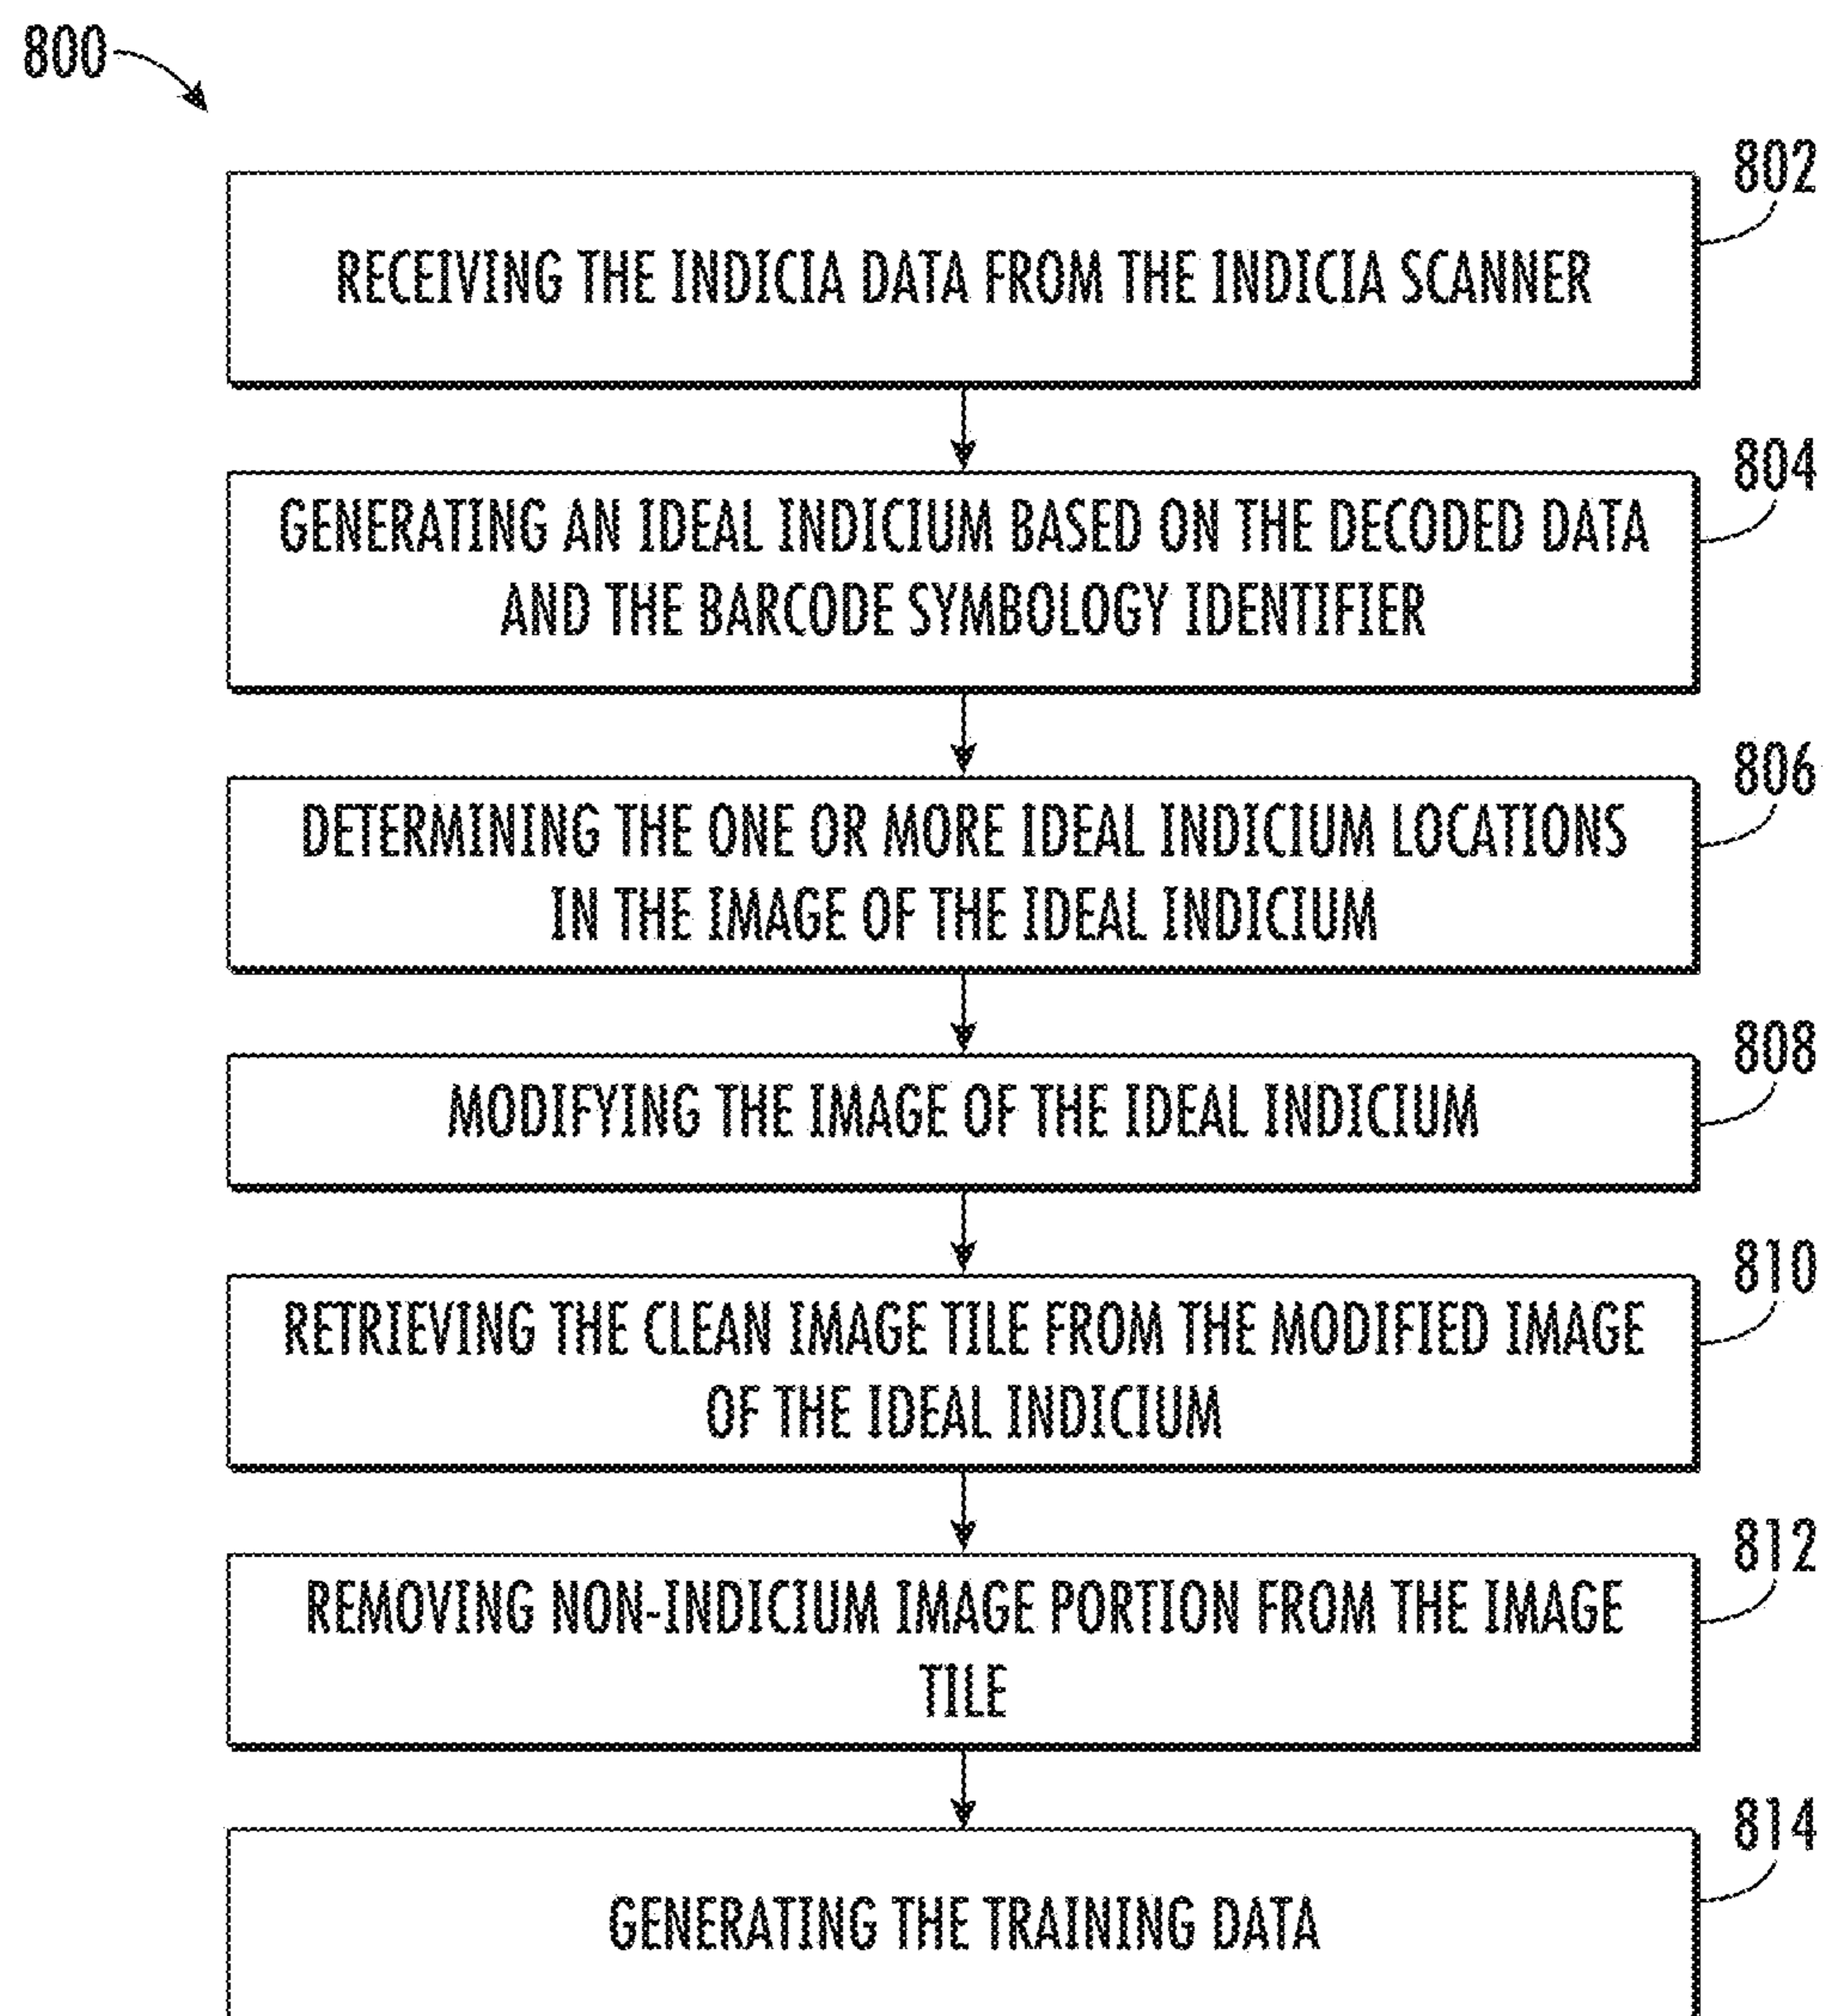 800
802
RECEIVING THE INDICIA DATA FROM THE INDICIA SCANNER
804
GENERATING AN IDEAL INDICIUM BASED ON THE DECODED DATA
AND THE BARCODE SYMBOLOGY IDENTIFIER
806
DETERMINING THE ONE OR MORE IDEAL INDICIUM LOCATIONS
IN THE IMAGE OF THE IDEAL INDICIUM
808
MODIFYING THE IMAGE OF THE IDEAL INDICIUM
810
RETRIEVING THE CLEAN IMAGE TILE FROM THE MODIFIED IMAGE
OF THE IDEAL INDICIUM
812
REMOVING NON-INDICIUM IMAGE PORTION FROM THE IMAGE
TILE
814
GENERATING THE TRAINING DATA